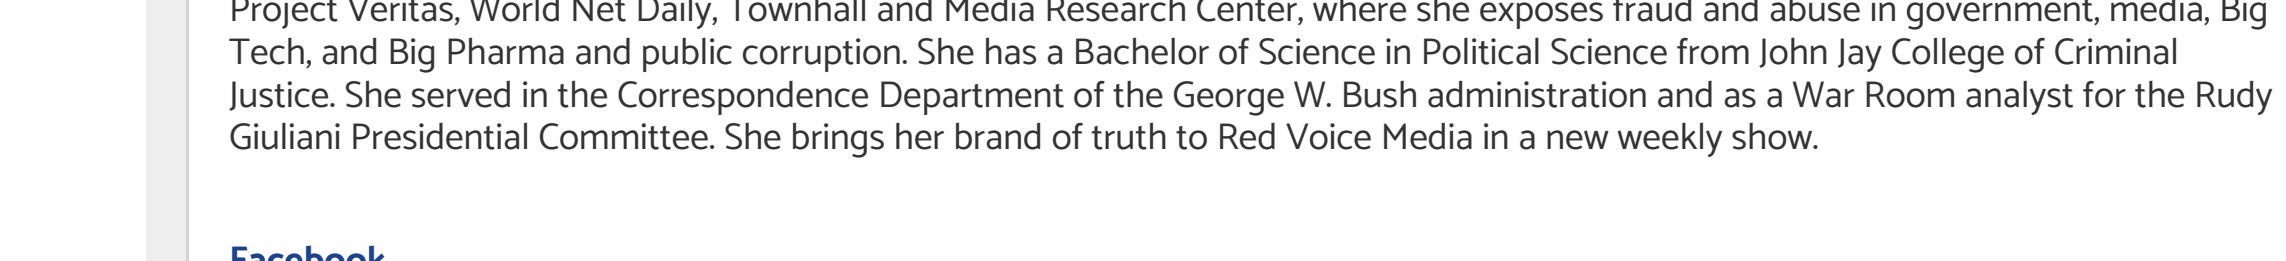 Project Veritas, World Net Daily, Townhall and Media Research Center, where she exposes fraud and abuse in government, media, Big
Tech, and Big Pharma and public corruption. She has a Bachelor of Science in Political Science from John Jay College of Criminal
Justice. She served in the Correspondence Department of the George W. Bush administration and as a War Room analyst for the Rudy
Giuliani Presidential Committee. She brings her brand of truth to Red Voice Media in a new weekly show.
Facebook